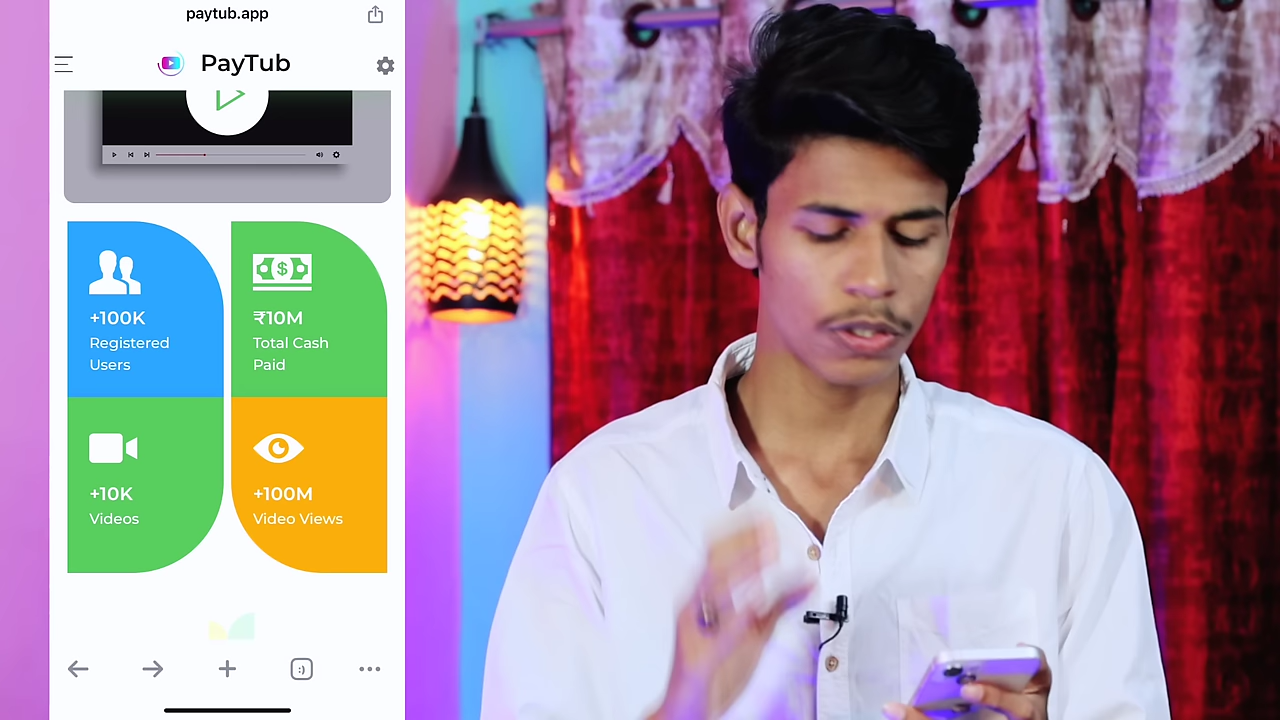 paytub.app
PayTub
+100K
Registered
Users
₹10M
Total Cash
Paid
+10K
Videos
+100M
Video Views
:)